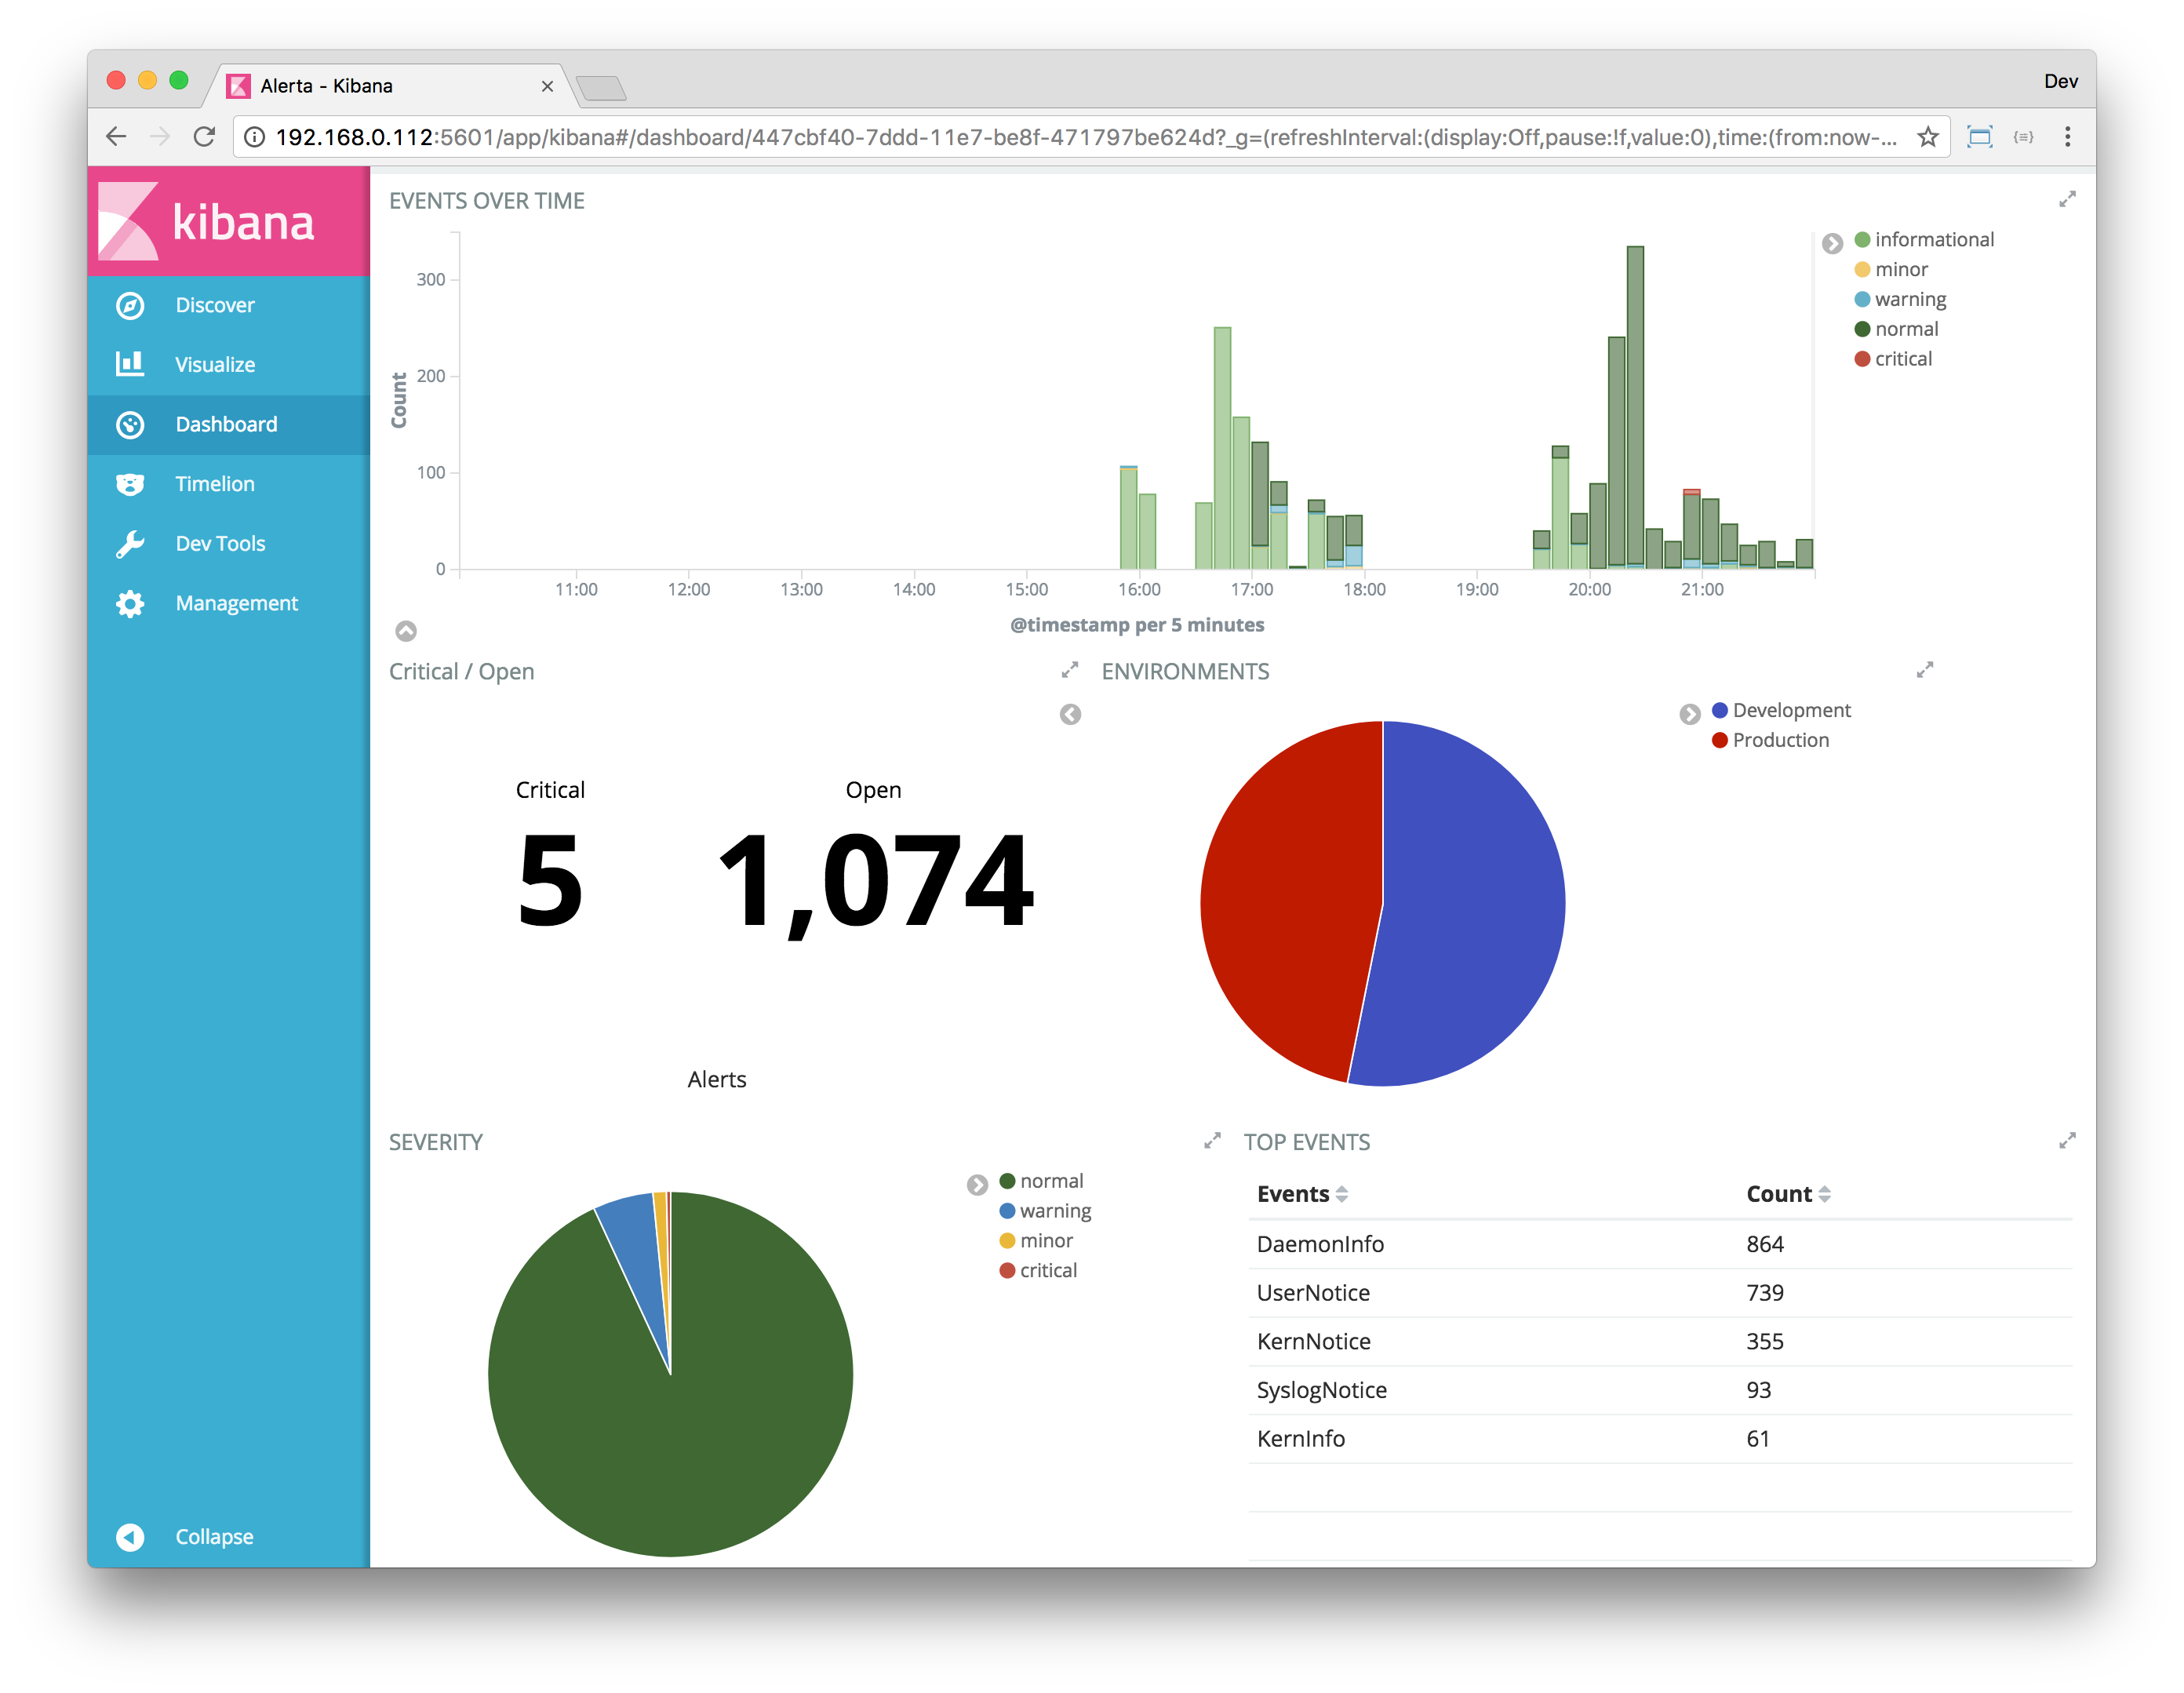 Alerta - Kibana
Dev
192.168.0.112:5601/app/kibana#/dashboard/447cbf40-7ddd-11e7-be8f-471797be624d?_g=(refreshInterval:(display:Off,pause:!f,value:0),time:(from:now-...
kibana
Discover
Visualize
Dashboard
Timelion
Dev Tools
Management
Collapse
EVENTS OVER TIME
Count
300
200
100
0
11:00 12:00 13:00 14:00 15:00 16:00 17:00 18:00 19:00 20:00 21:00
@timestamp per 5 minutes
informational
minor
warning
normal
critical
Critical / Open
Critical Open
5 1,074
Alerts
ENVIRONMENTS
Development
Production
SEVERITY
normal
warning
minor
critical
TOP EVENTS
Events Count
DaemonInfo 864
UserNotice 739
KernNotice 355
SyslogNotice 93
KernInfo 61